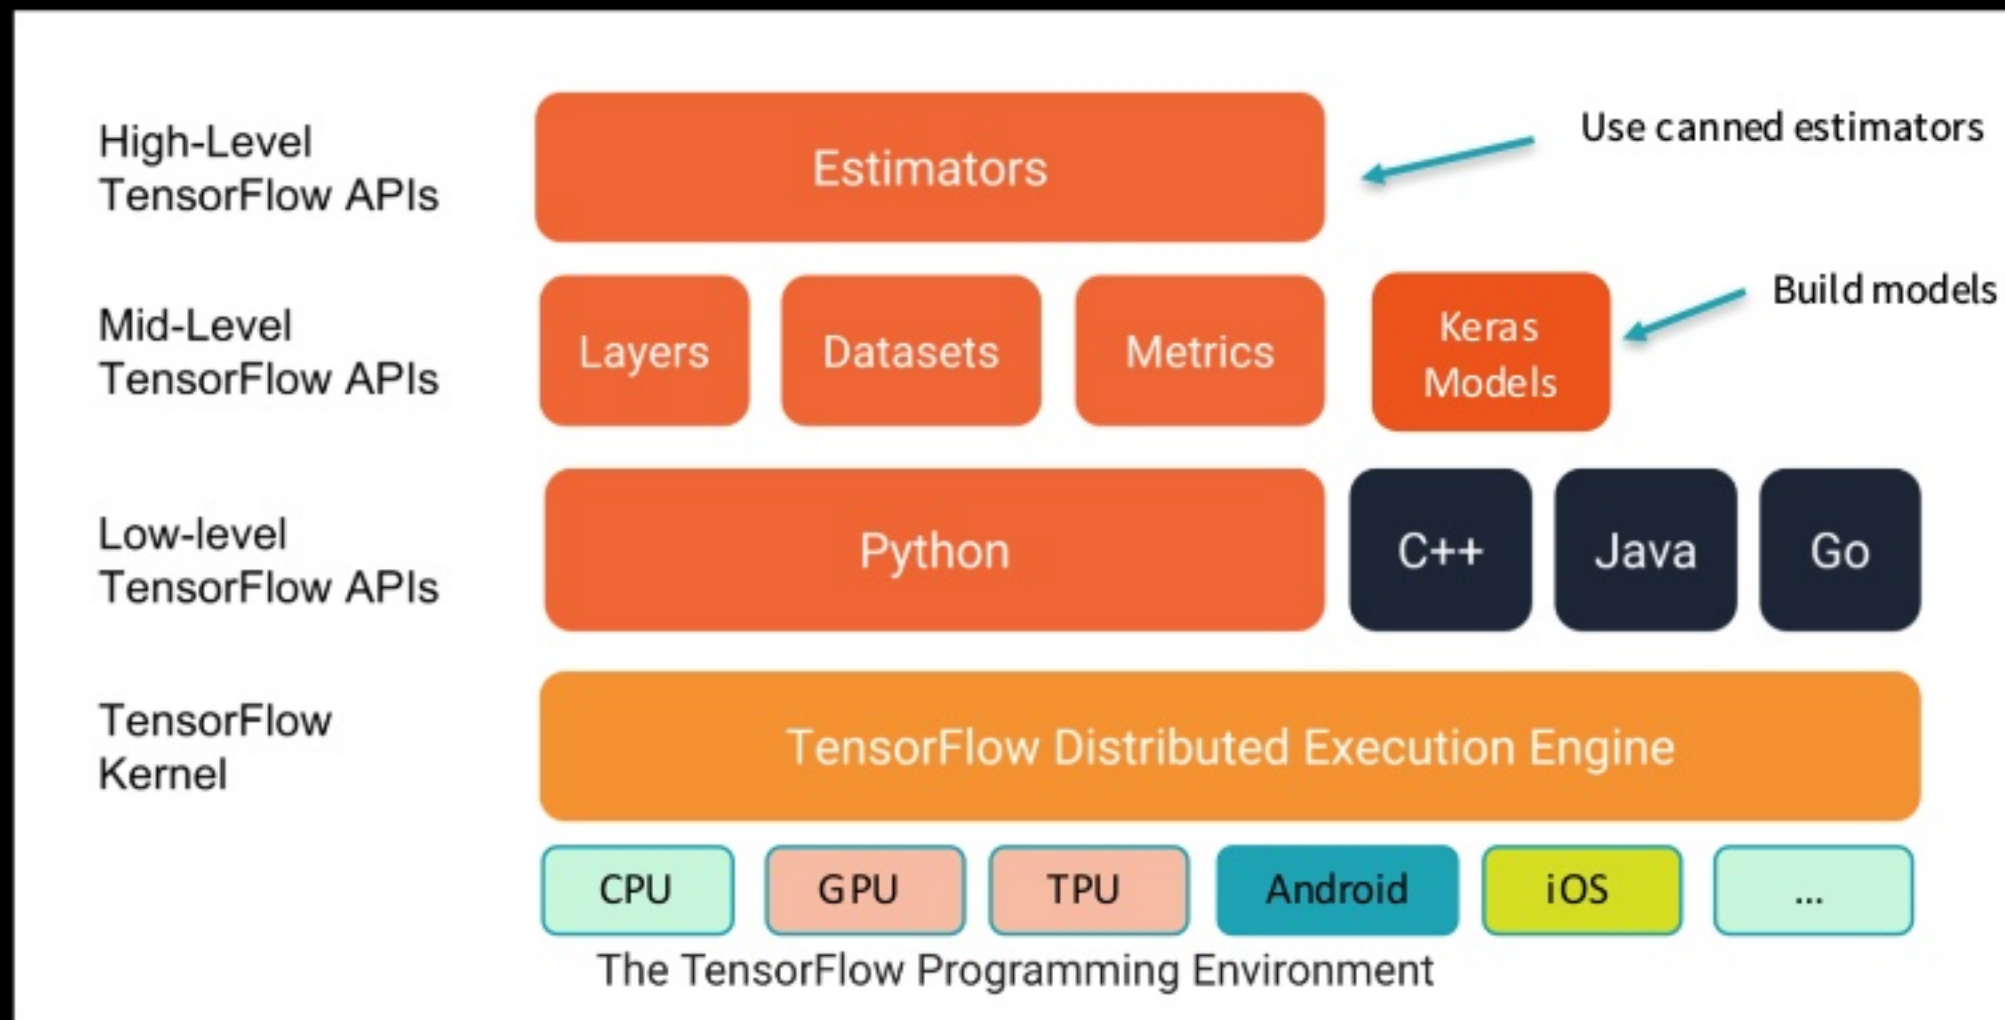 High-Level
TensorFlow APIs
Estimators
Use canned estimators
Mid-Level
TensorFlow APIs
Layers
Datasets
Metrics
Keras
Models
Build models
Low-level
TensorFlow APIs
Python
C++
Java
Go
TensorFlow
Kernel
TensorFlow Distributed Execution Engine
CPU
GPU
TPU
Android
iOS
...
The TensorFlow Programming Environment